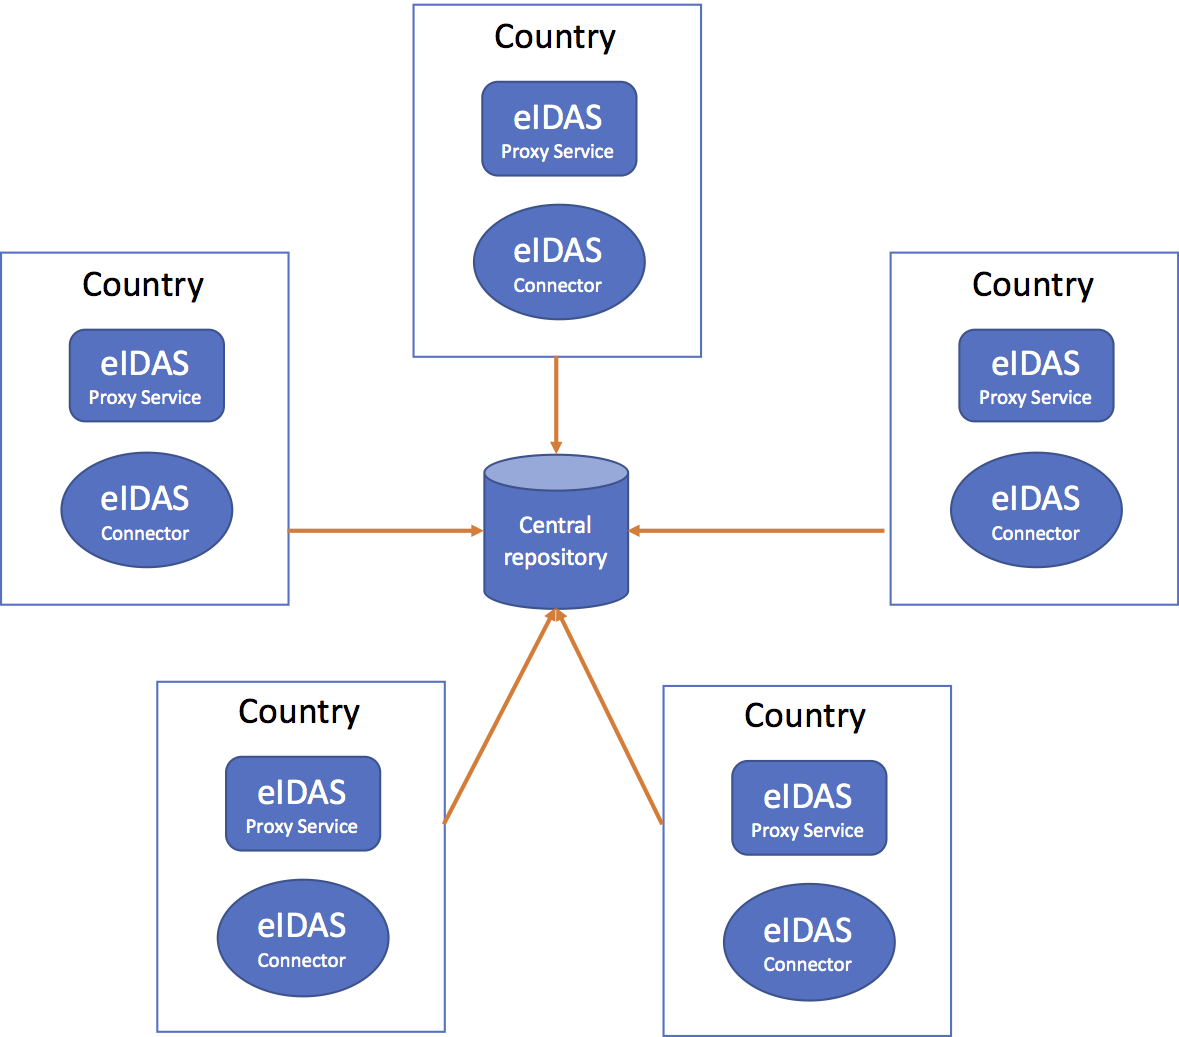 Country
eIDAS
Proxy Service
eIDAS
Connector
Country
eIDAS
Proxy Service
eIDAS
Connector
Country
eIDAS
Proxy Service
eIDAS
Connector
Central
repository
Country
eIDAS
Proxy Service
eIDAS
Connector
Country
eIDAS
Proxy Service
eIDAS
Connector